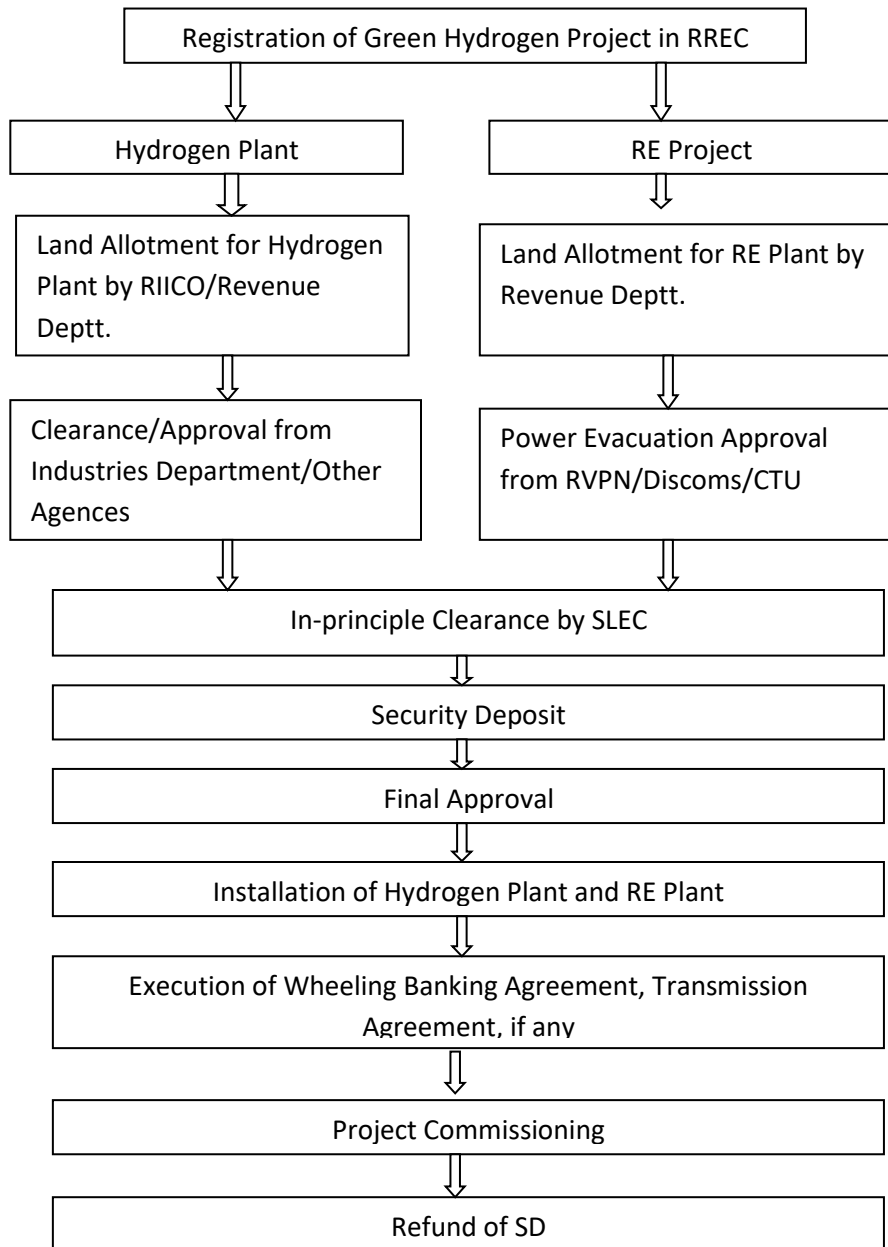 Registration of Green Hydrogen Project in RREC
Hydrogen Plant
RE Project
Land Allotment for Hydrogen
Plant by RIICO/Revenue
Deptt.
Land Allotment for RE Plant by
Revenue Deptt.
Clearance/Approval from
Industries Department/Other
Agences
Power Evacuation Approval
from RVPN/Discoms/CTU
In-principle Clearance by SLEC
Security Deposit
Final Approval
Installation of Hydrogen Plant and RE Plant
Execution of Wheeling Banking Agreement, Transmission
Agreement, if any
Project Commissioning
Refund of SD